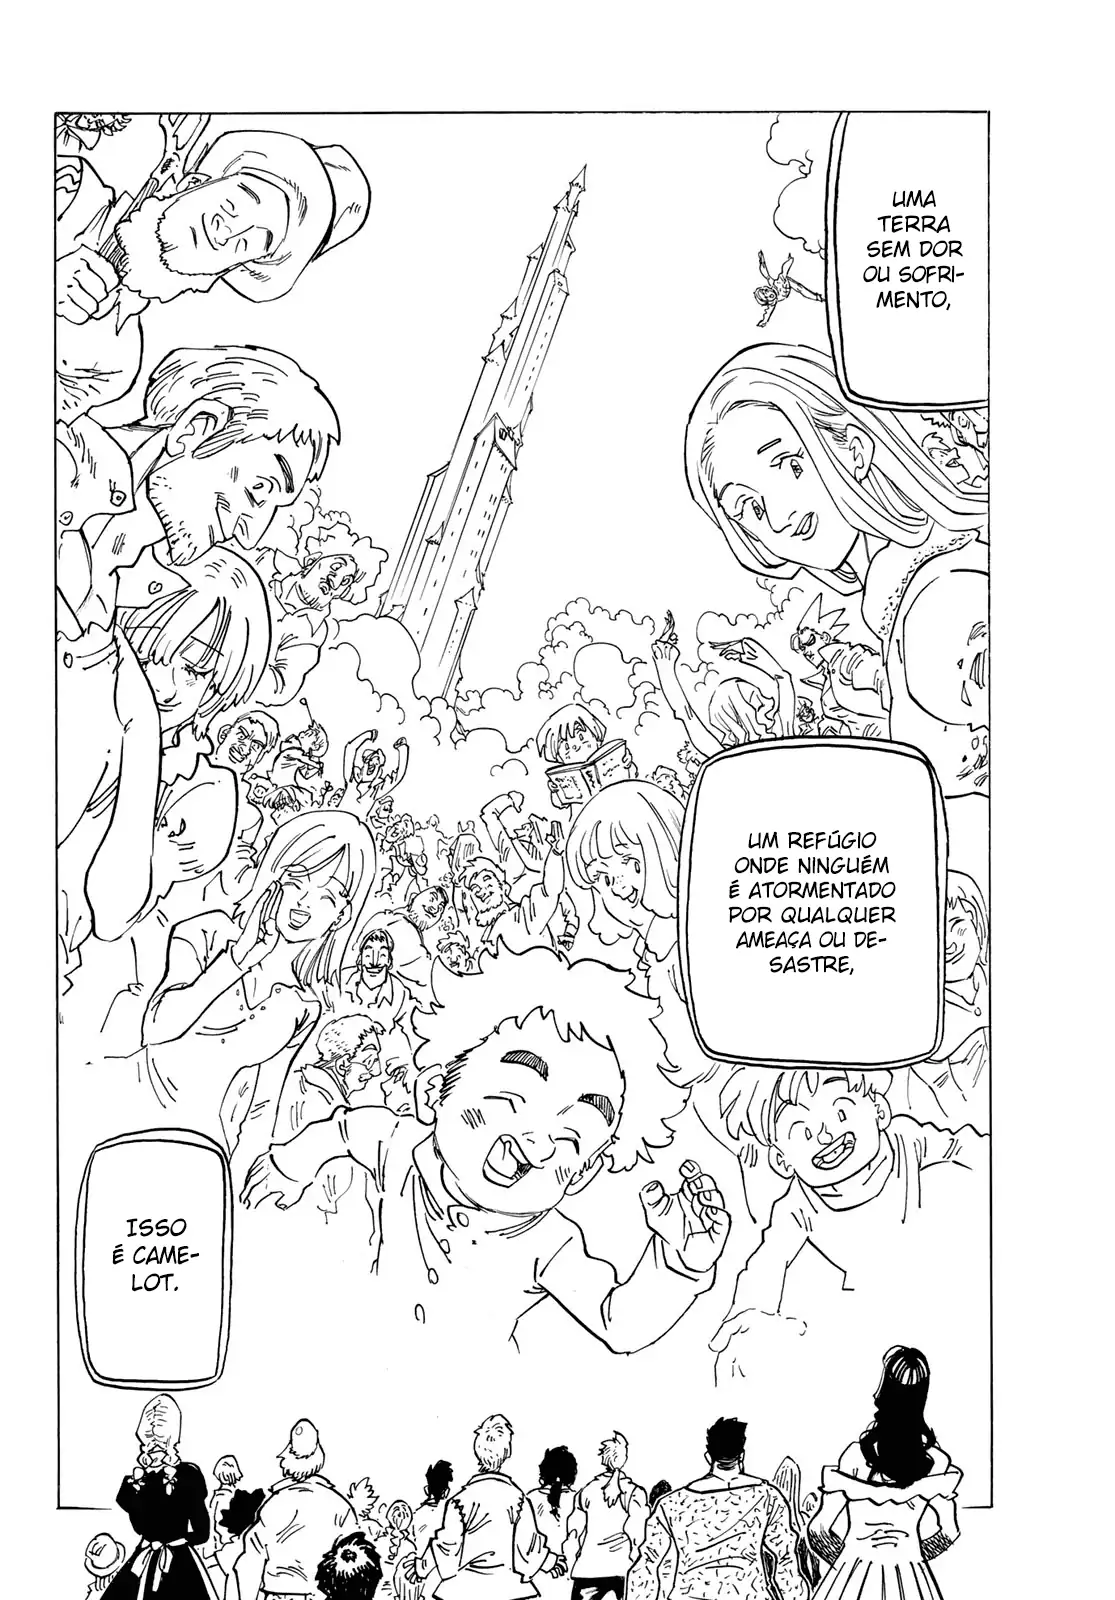 UMA
TERRA
SEM DOR
OU SOFRI-
MENTO,
UM REFÚGIO
ONDE NINGUÉM
É ATORMENTADO
POR QUALQUER
AMEAÇA OU DE-
SASTRE,
ISSO
É CAME-
LOT.